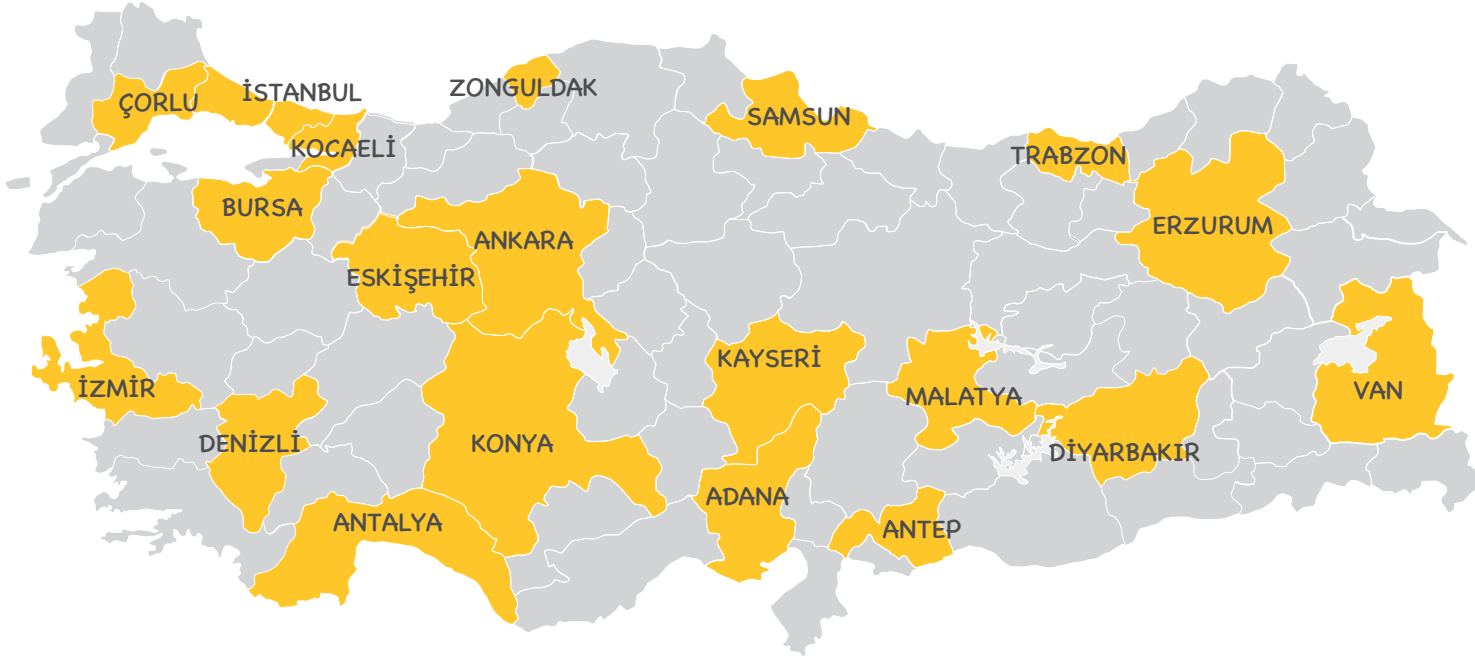 ZONGULDAK
İSTANBUL
ÇORLU
SAMSUN
KOCAELİ
TRABZON
BURSA
ERZURUM
ANKARA
ESKİŞEHİR
KAYSERİ
İZMİR
VAN
MALATYA
DENİZLİ
KONYA
DİYARBAKIR
ADANA
ANTALYA
ANTEP